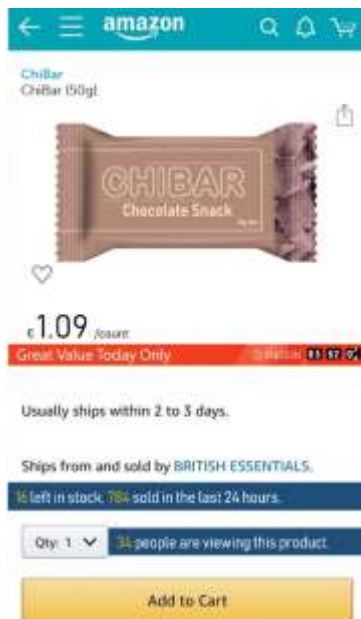 amazon
ChiBar
ChiBar (50g)
CHIBAR
Chocolate Snack
£ 1.09 /count
Great Value Today Only
Usually ships within 2 to 3 days.
Ships from and sold by BRITISH ESSENTIALS.
16 left in stock. 784 sold in the last 24 hours.
Qty: 1
34 people are viewing this product.
Add to Cart